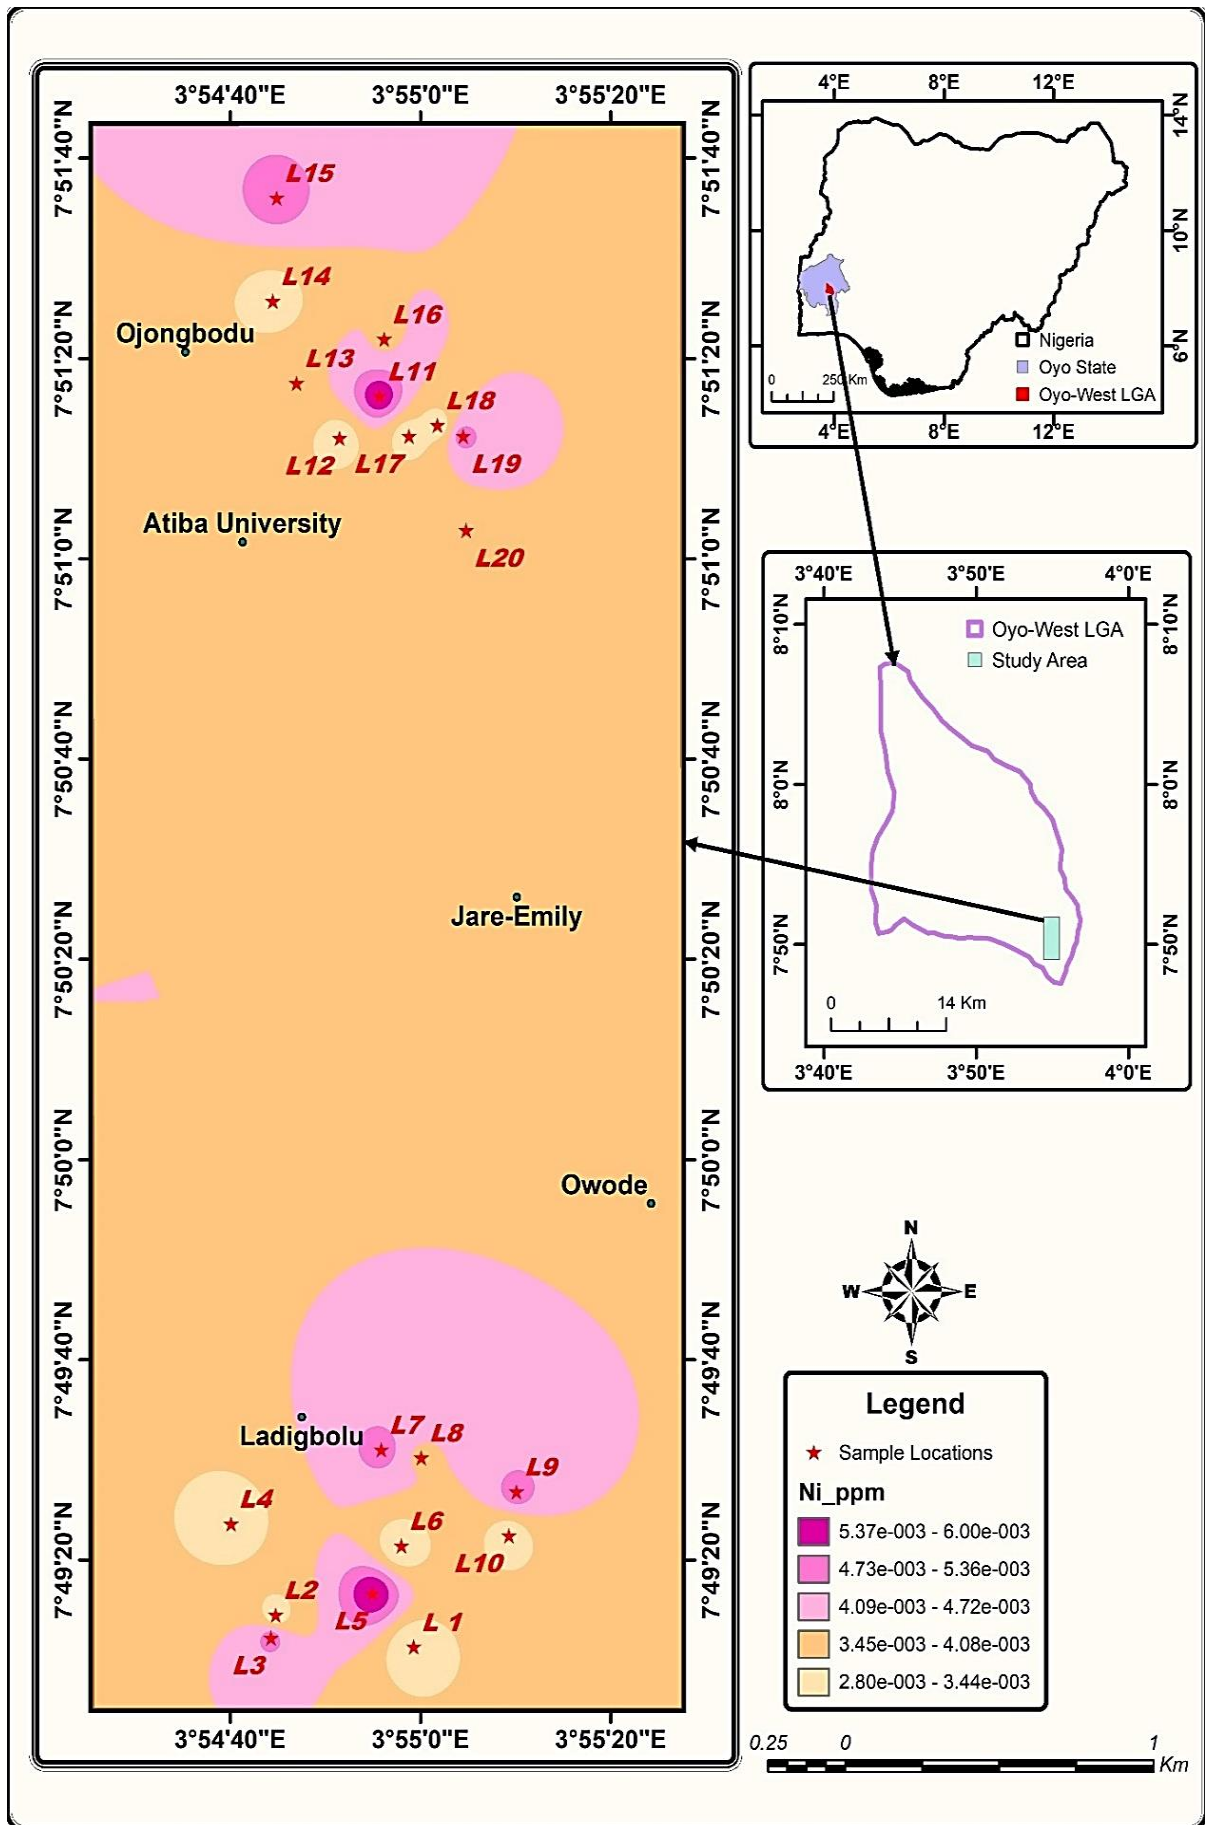 3°54'40"E 3°55'0"E 3°55'20"E
7°51'40"N
7°51'20"N
7°51'0"N
7°50'40"N
7°50'20"N
7°50'0"N
7°49'40"N
7°49'20"N
L15
L14
Ojongbodu
L16
L13
L11
L18
L12
L17
L19
Atiba University
L20
Jare-Emily
Owode
L7
L8
Ladigbolu
L9
L4
L6
L10
L2
L5
L 1
L3
7°51'40"N
7°51'20"N
7°51'0"N
7°50'40"N
7°50'20"N
7°50'0"N
7°49'40"N
7°49'20"N
3°54'40"E 3°55'0"E 3°55'20"E
4°E 8°E 12°E
14°N
10°N
6°N
Nigeria
Oyo State
Oyo-West LGA
0 250 Km
4°E 8°E 12°E
3°40'E 3°50'E 4°0'E
8°10'N
8°0'N
7°50'N
Oyo-West LGA
Study Area
0 14 Km
8°10'N
8°0'N
7°50'N
3°40'E 3°50'E 4°0'E
N
W E
S
Legend
Sample Locations
Ni_ppm
5.37e-003 - 6.00e-003
4.73e-003 - 5.36e-003
4.09e-003 - 4.72e-003
3.45e-003 - 4.08e-003
2.80e-003 - 3.44e-003
0.25 0 1
Km